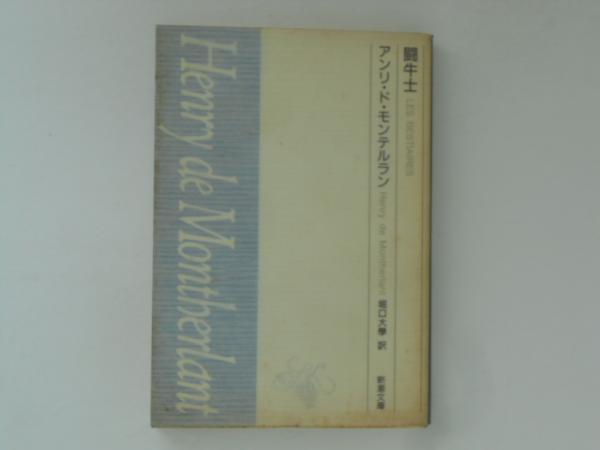 闘牛士 LES BESTIAIRES
アンリ・ド・モンテルラン Henry de Montherlant 堀口大學 訳
新潮文庫
Henry de Montherlant